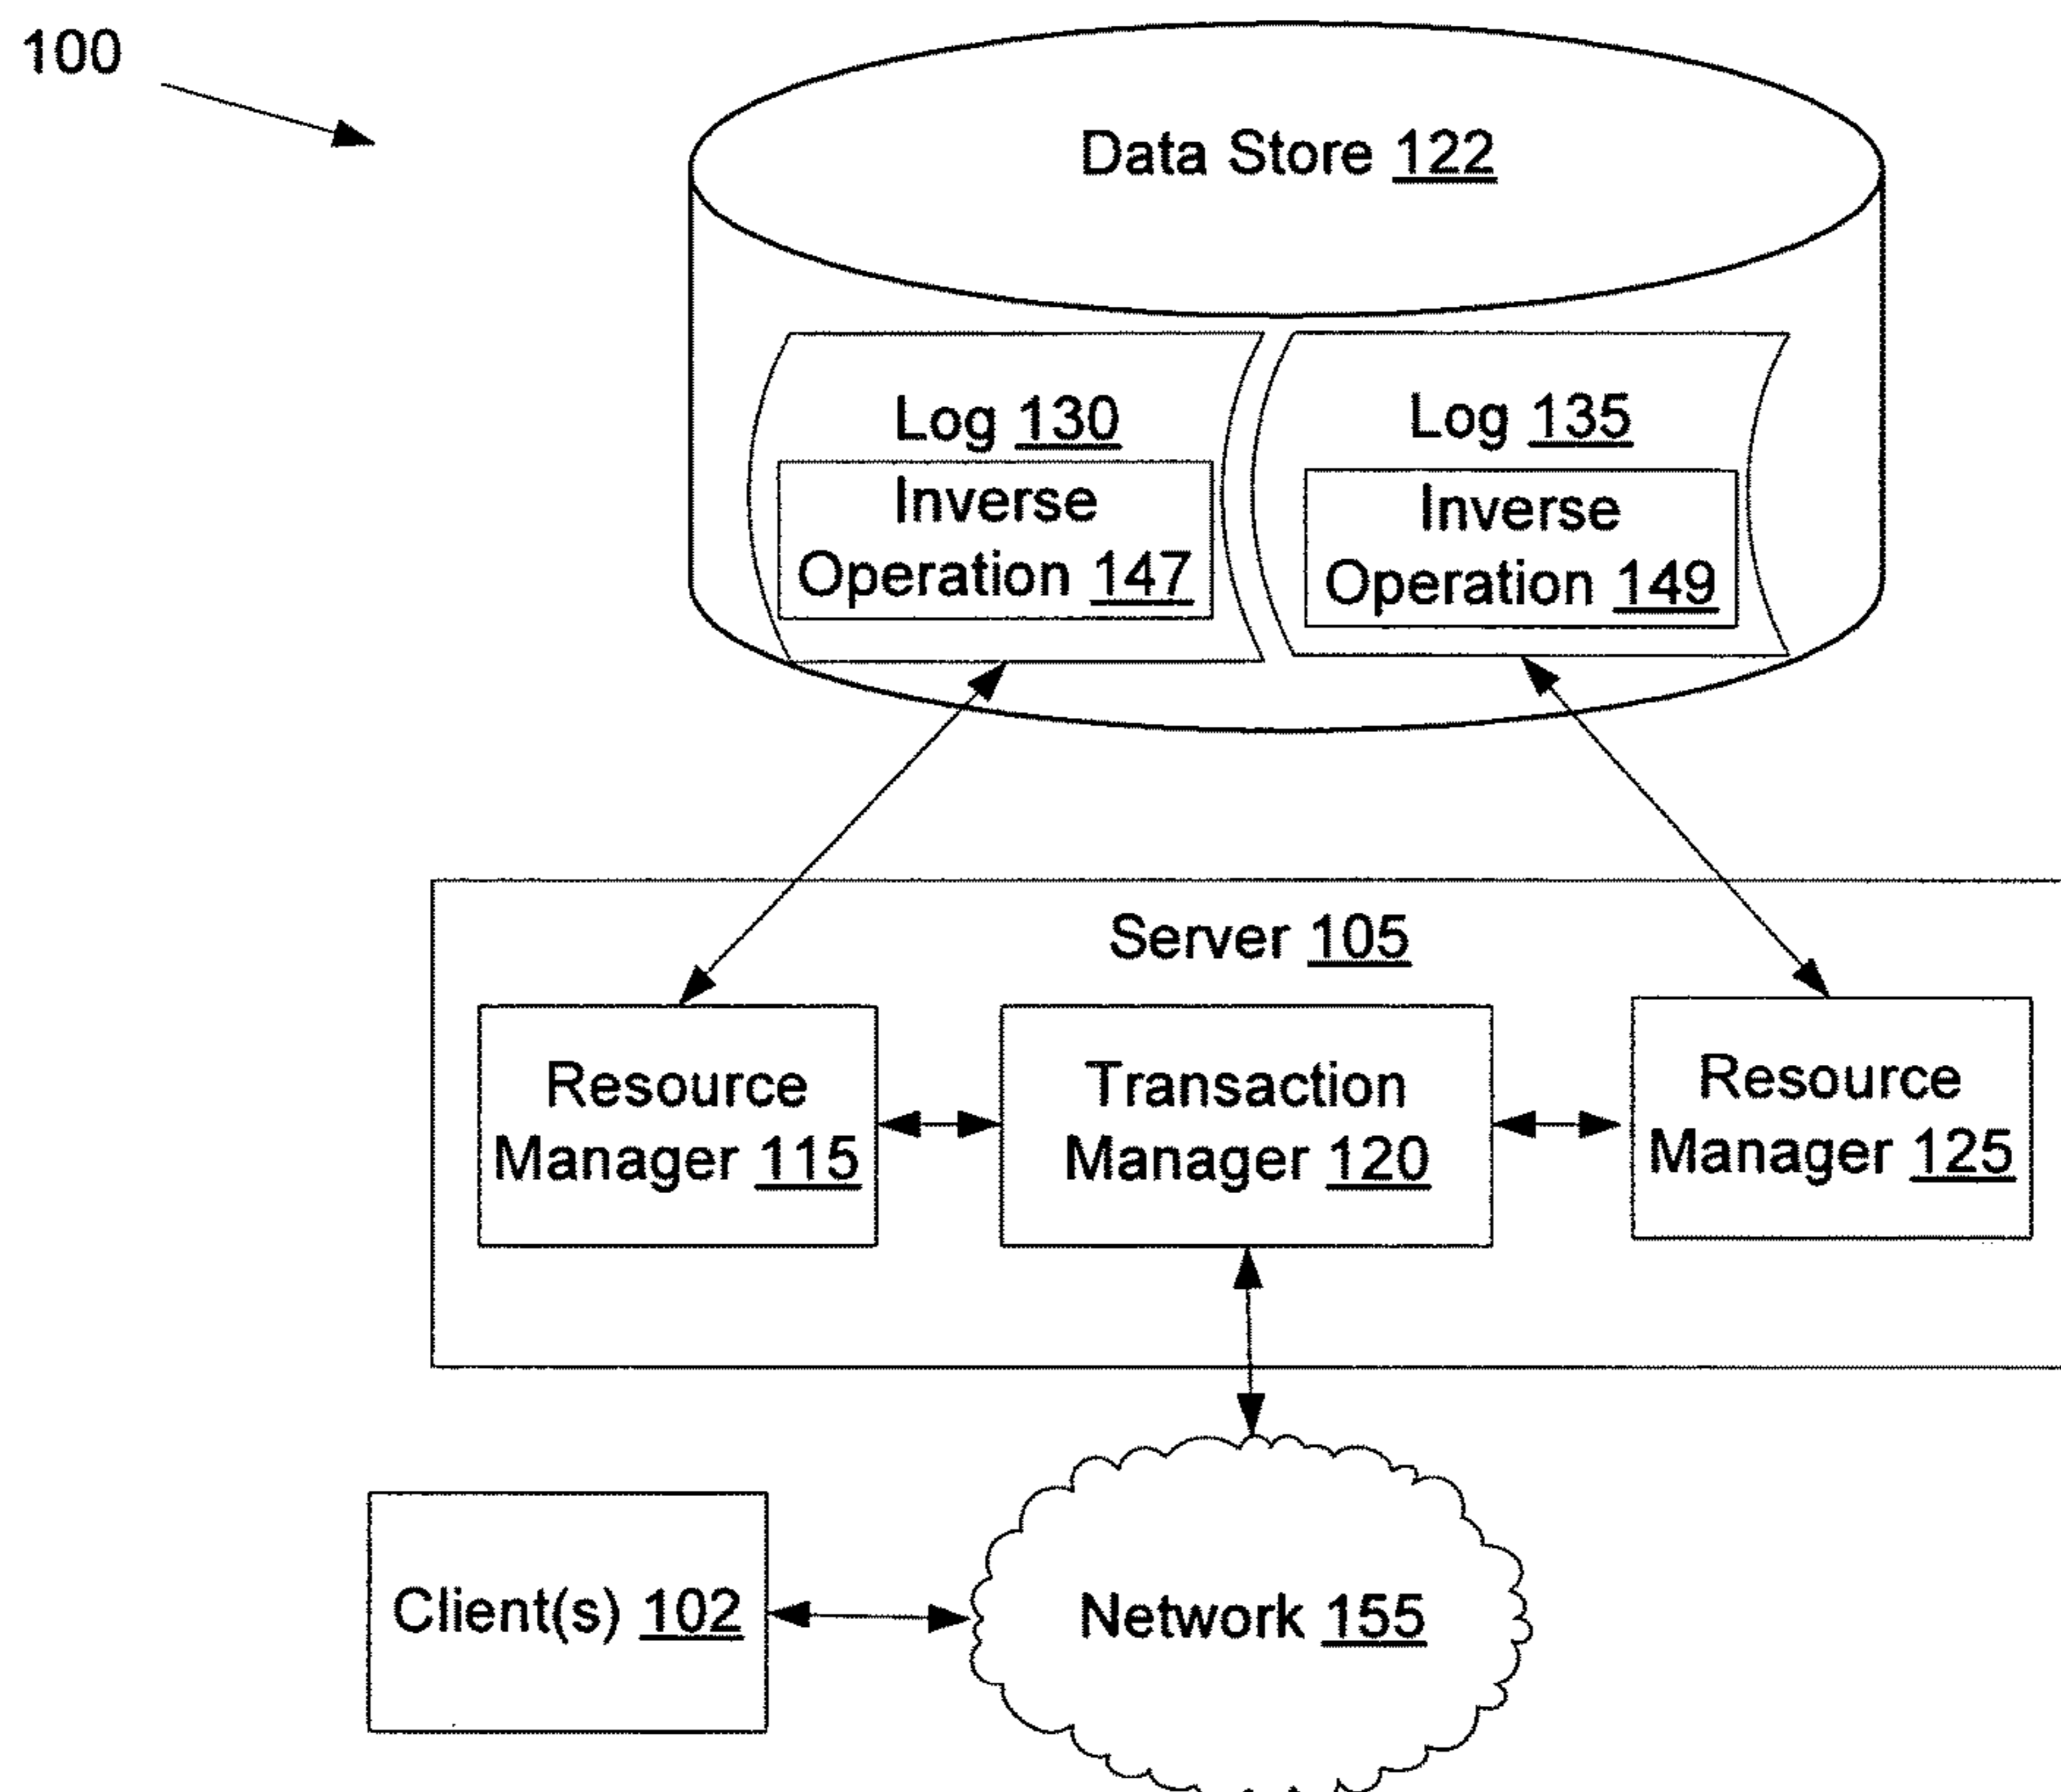 100
Data Store 122
Log 130
Inverse
Operation 147
Log 135
Inverse
Operation 149
Server 105
Resource
Manager 115
Transaction
Manager 120
Resource
Manager 125
Client(s) 102
Network 155